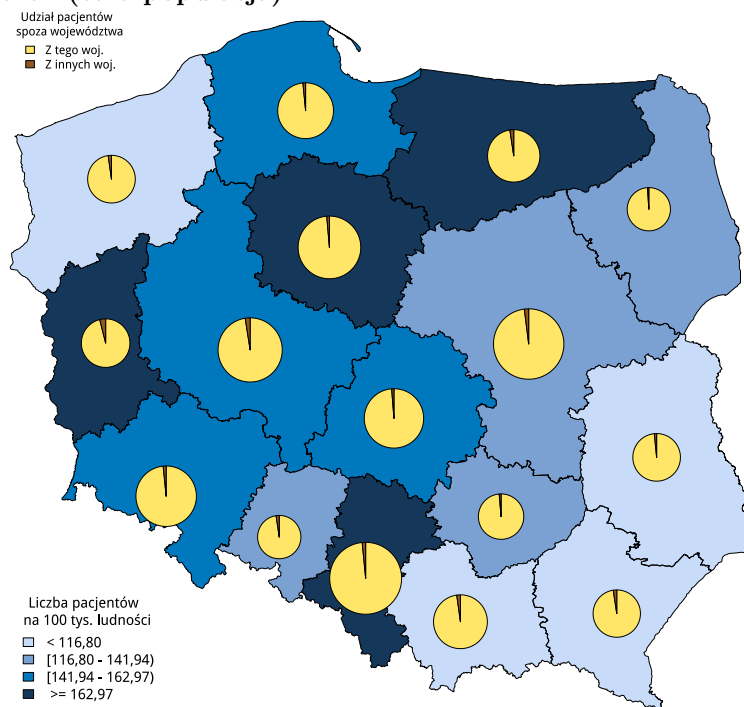 Udział pacjentów
spoza województwa
Z tego woj.
Z innych woj.
Liczba pacjentów
na 100 tys. ludności
< 116,80
[116,80 - 141,94)
[141,94 - 162,97)
>= 162,97